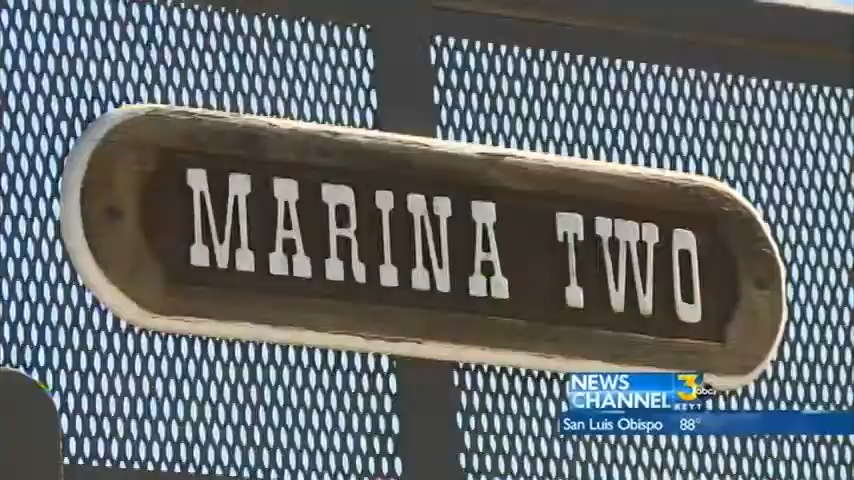 MARINA TWO
NEWS
CHANNEL 3 abc
KEYT
San Luis Obispo 88°